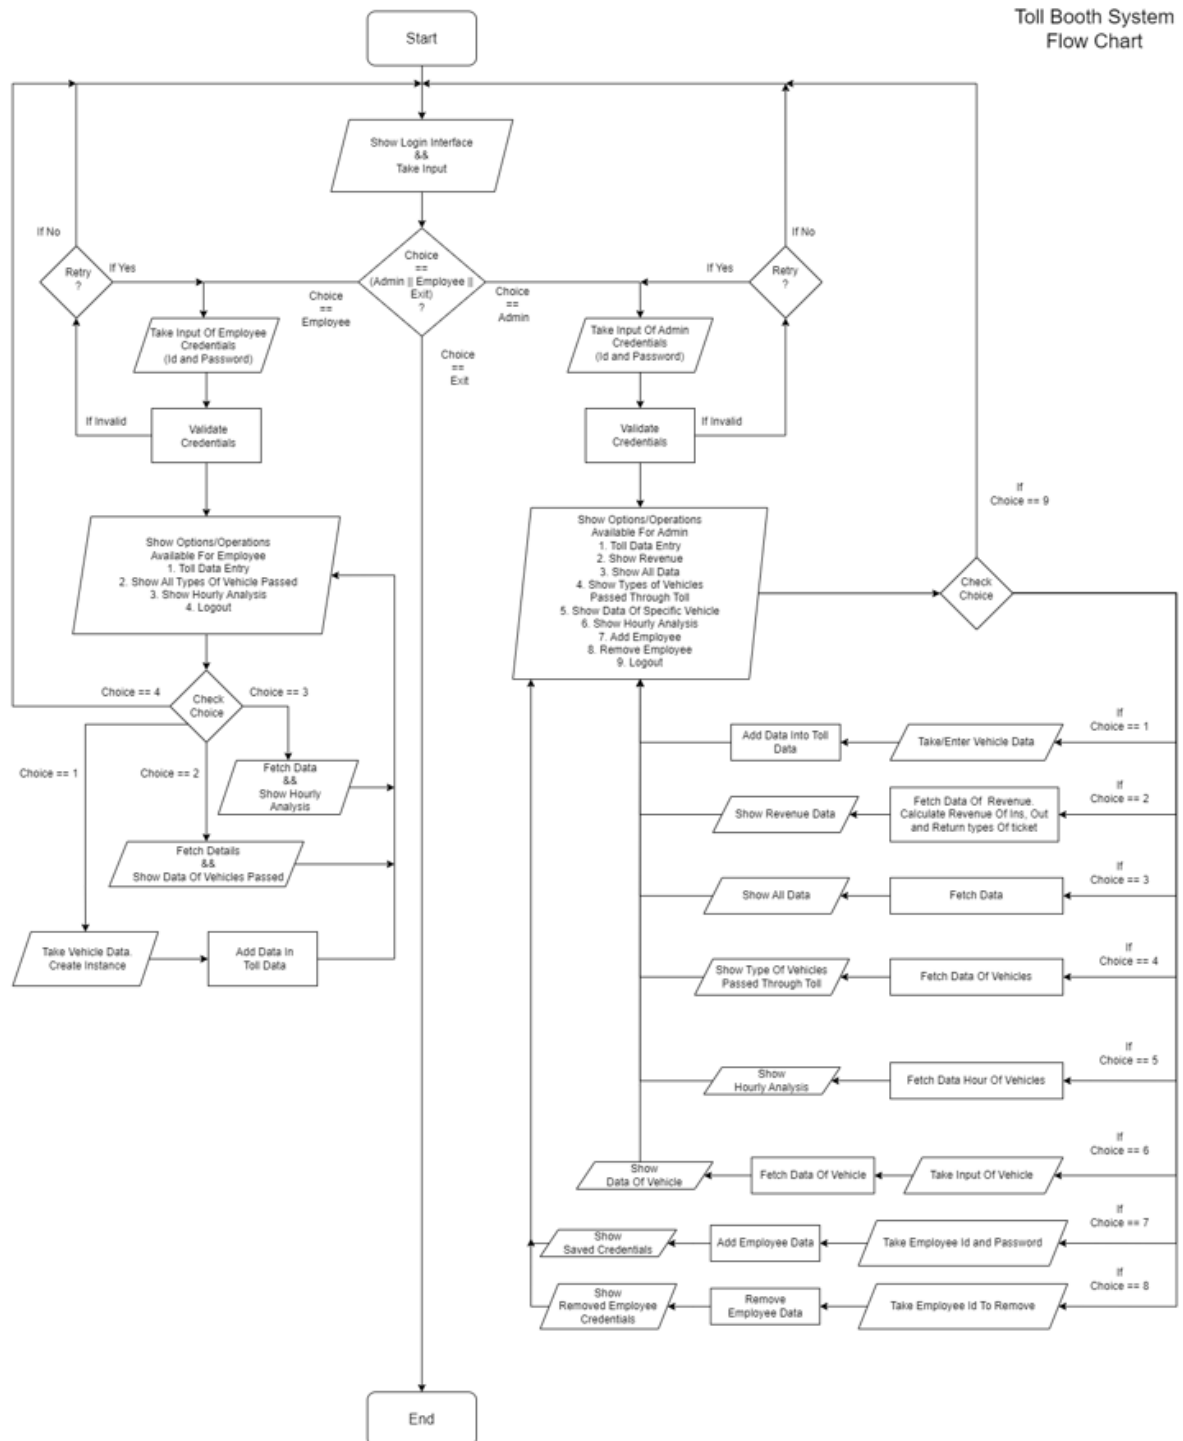 Toll Booth System
Flow Chart
Start
Show Login Interface
&&
Take Input
If No
If No
Retry
?
If Yes
Choice
==
(Admin || Employee ||
Exit)
?
Choice
==
Employee
Choice
==
Admin
If Yes
Retry
?
Take Input Of Employee
Credentials
(Id and Password)
Choice
==
Exit
Take Input Of Admin
Credentials
(Id and Password)
If Invalid
Validate
Credentials
Validate
Credentials
If Invalid
If
Choice == 9
Show Options/Operations
Available For Employee
1. Toll Data Entry
2. Show All Types Of Vehicle Passed
3. Show Hourly Analysis
4. Logout
Show Options/Operations
Available For Admin
1. Toll Data Entry
2. Show Revenue
3. Show All Data
4. Show Types of Vehicles
Passed Through Toll
5. Show Data Of Specific Vehicle
6. Show Hourly Analysis
7. Add Employee
8. Remove Employee
9. Logout
Check
Choice
Choice == 4
Check
Choice
Choice == 3
Choice == 1
Choice == 2
Fetch Data
&&
Show Hourly
Analysis
Fetch Details
&&
Show Data Of Vehicles Passed
Take Vehicle Data.
Create Instance
Add Data In
Toll Data
If
Choice == 1
Add Data Into Toll
Data
Take/Enter Vehicle Data
If
Choice == 2
Show Revenue Data
Fetch Data Of  Revenue.
Calculate Revenue Of Ins, Out
and Return types Of ticket
If
Choice == 3
Show All Data
Fetch Data
If
Choice == 4
Show Type Of Vehicles
Passed Through Toll
Fetch Data Of Vehicles
If
Choice == 5
Show
Hourly Analysis
Fetch Data Hour Of Vehicles
If
Choice == 6
Show
Data Of Vehicle
Fetch Data Of Vehicle
Take Input Of Vehicle
If
Choice == 7
Show
Saved Credentials
Add Employee Data
Take Employee Id and Password
If
Choice == 8
Show
Removed Employee
Credentials
Remove
Employee Data
Take Employee Id To Remove
End